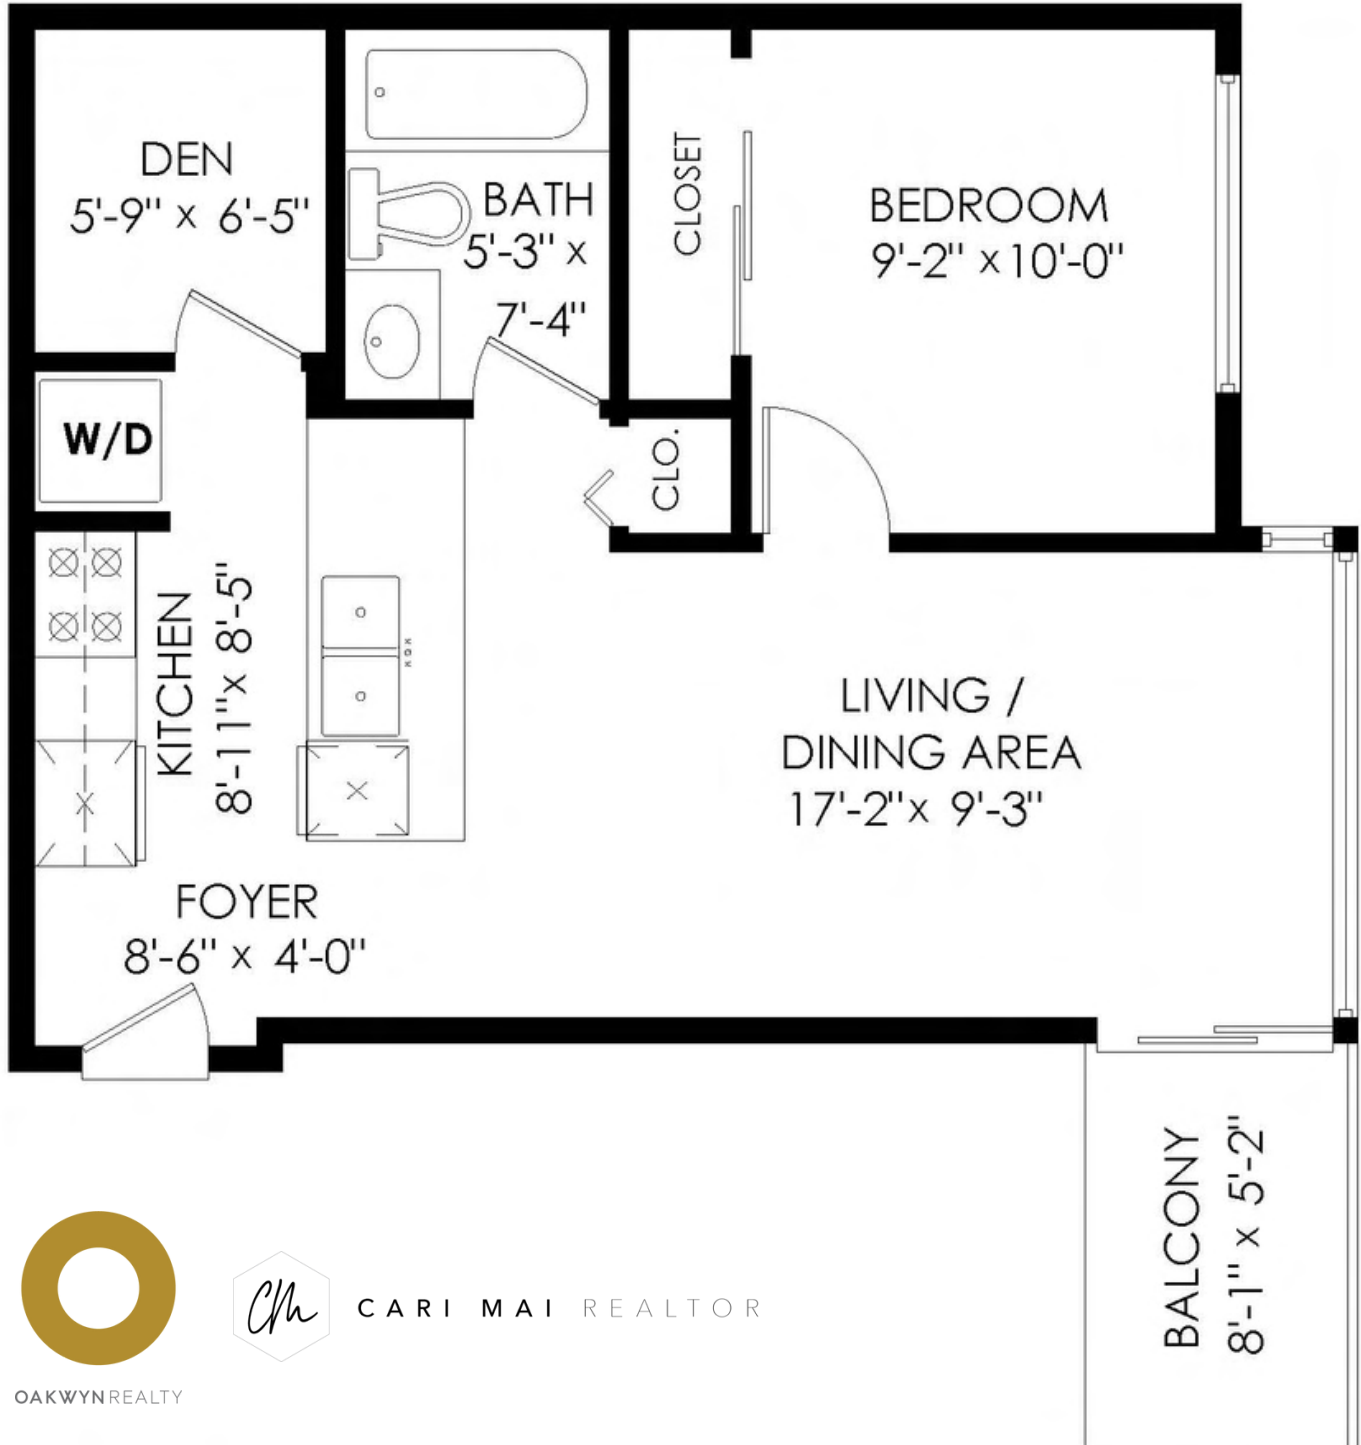 DEN
5'-9" x 6'-5"
BATH
5'-3" x
7'-4"
CLOSET
BEDROOM
9'-2" x 10'-0"
W/D
CLO.
KITCHEN
8'-11" x 8'-5"
LIVING /
DINING AREA
17'-2" x 9'-3"
FOYER
8'-6" x 4'-0"
BALCONY
8'-1" x 5'-2"
CM
CARI MAI REALTOR
OAKWYNREALTY